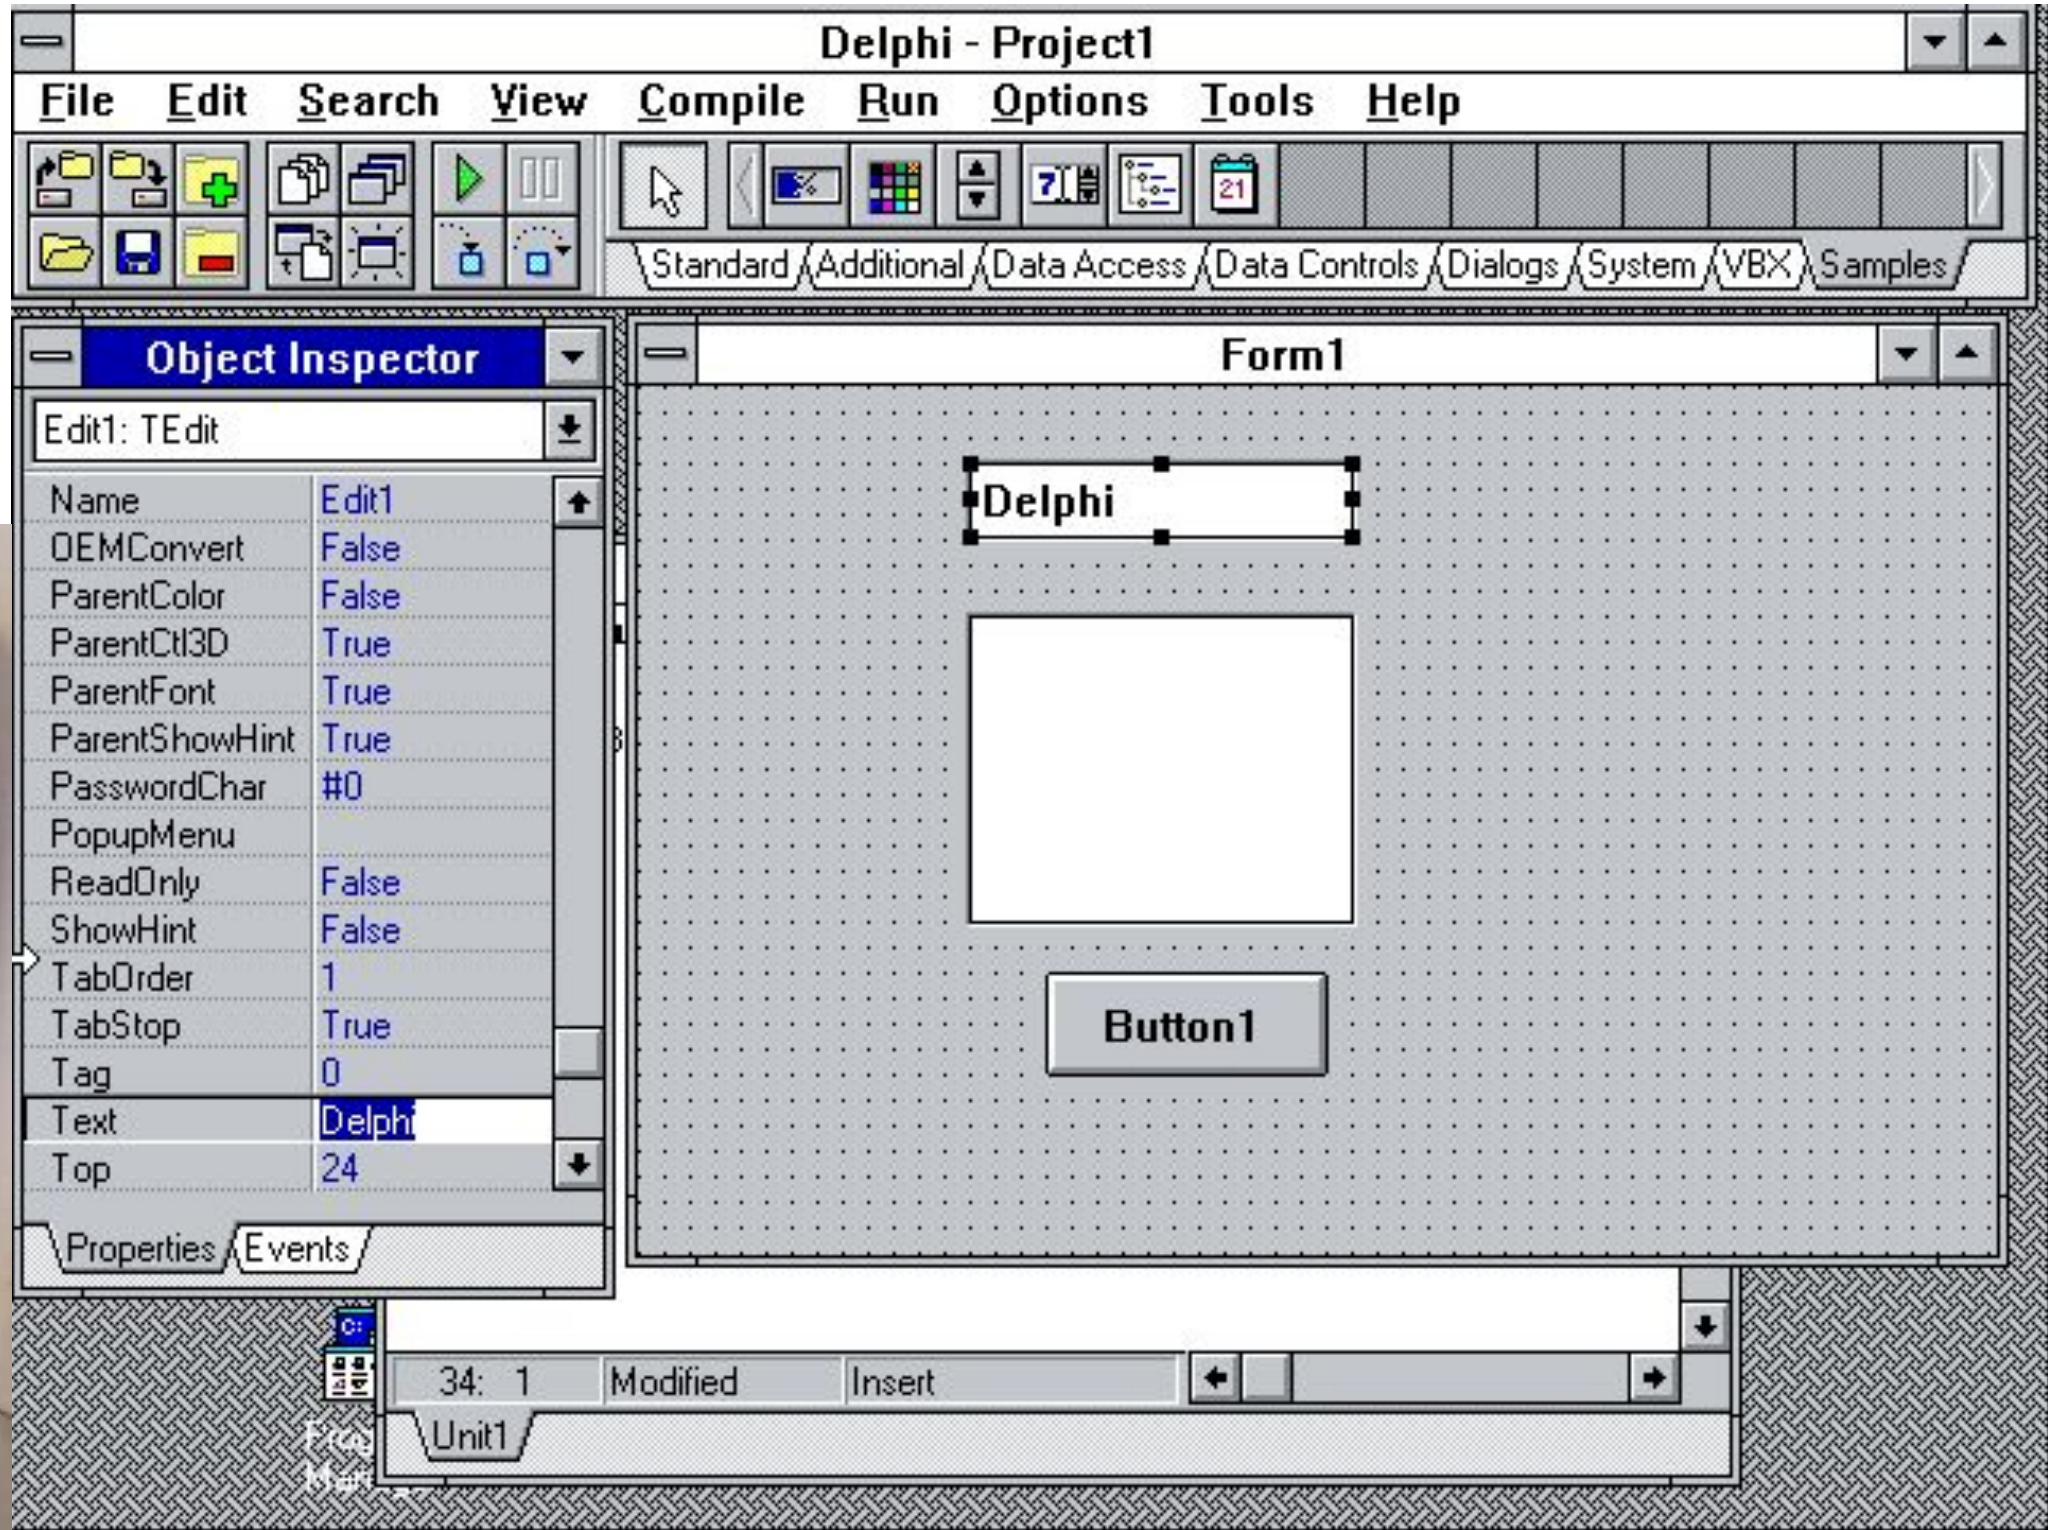 Delphi - Project1
File Edit Search View Compile Run Options Tools Help
7
21
Standard Additional Data Access Data Controls Dialogs System VBX Samples
Object Inspector
Edit1: TEdit
Name Edit1
OEMConvert False
ParentColor False
ParentCtl3D True
ParentFont True
ParentShowHint True
PasswordChar #0
PopupMenu
ReadOnly False
ShowHint False
TabOrder 1
TabStop True
Tag 0
Text Delphi
Top 24
Properties Events
Form1
Delphi
Button1
C:
34: 1 Modified Insert
Unit1